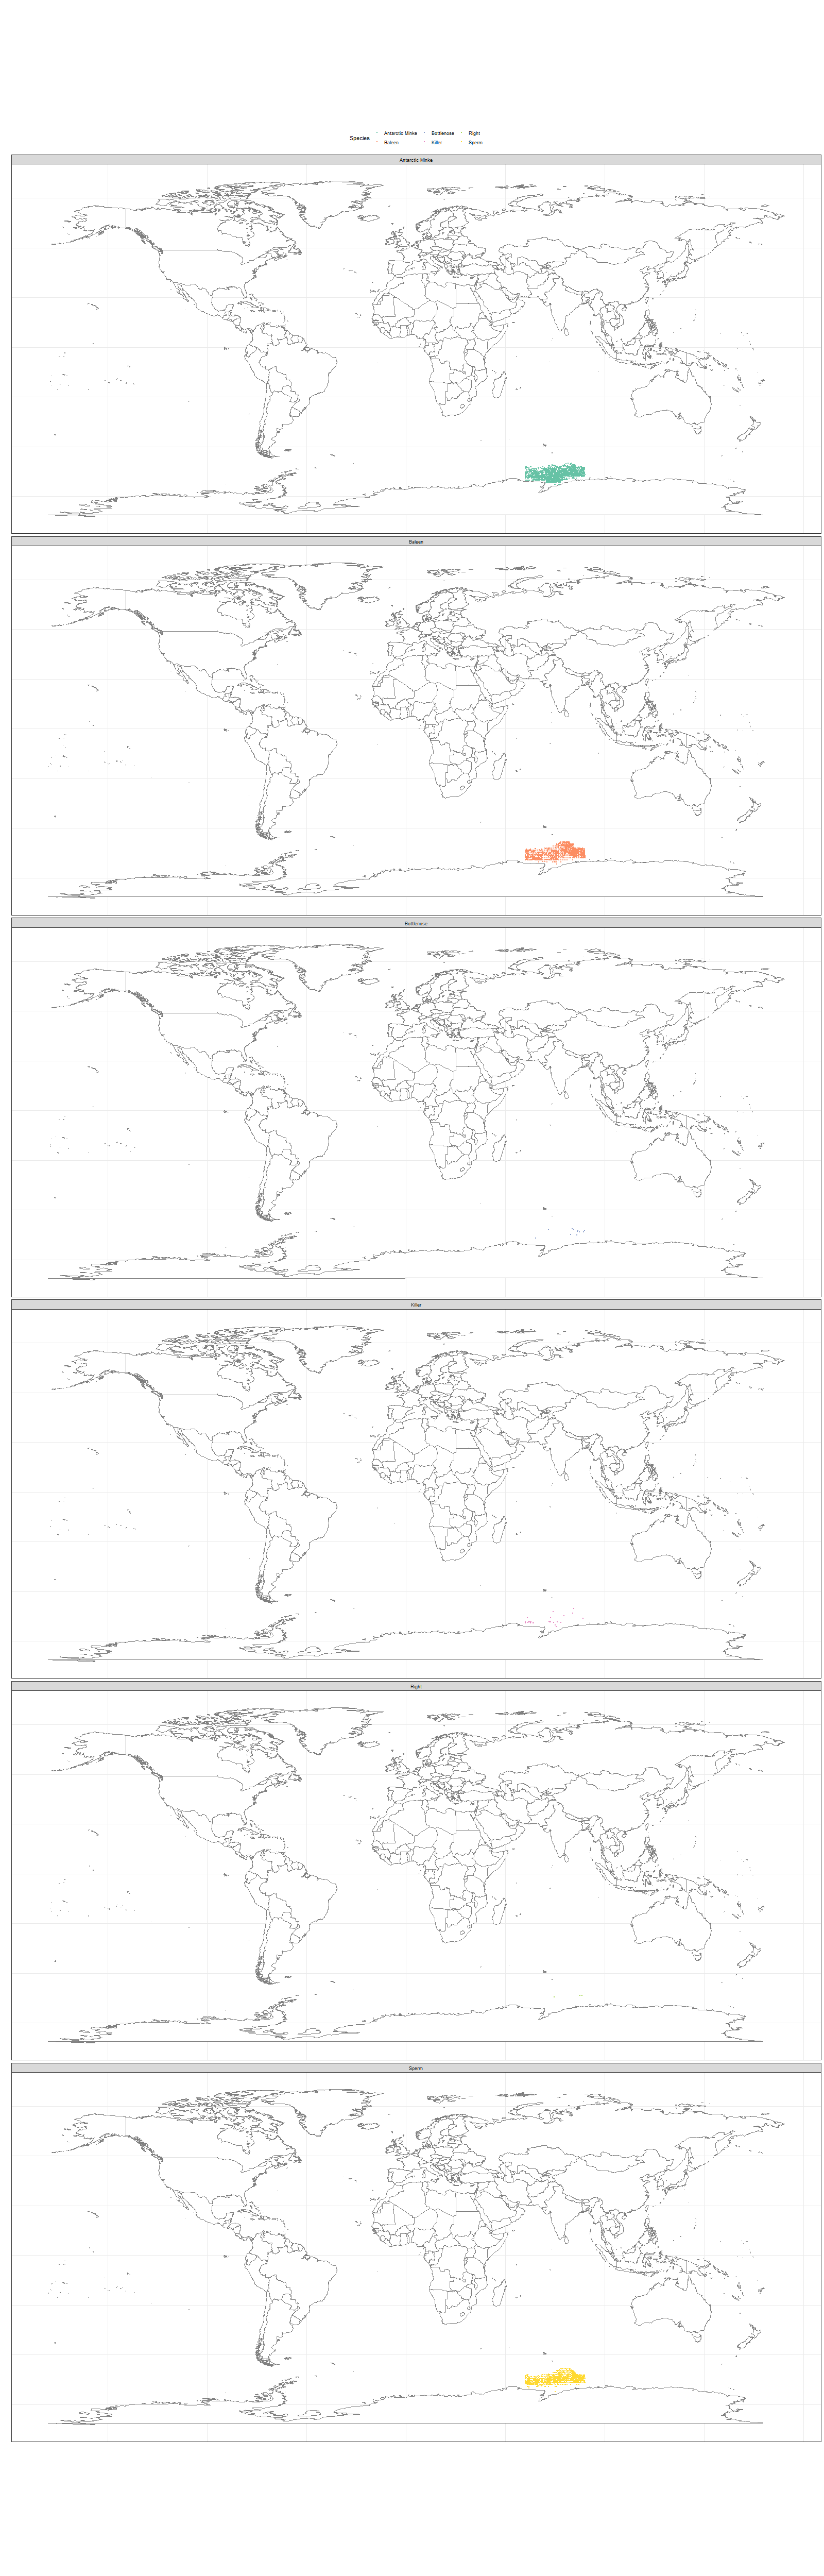 Species
Antarctic Minke Bottlenose Right
Baleen Killer Sperm
Antarctic Minke
Baleen
Bottlenose
Killer
Right
Sperm